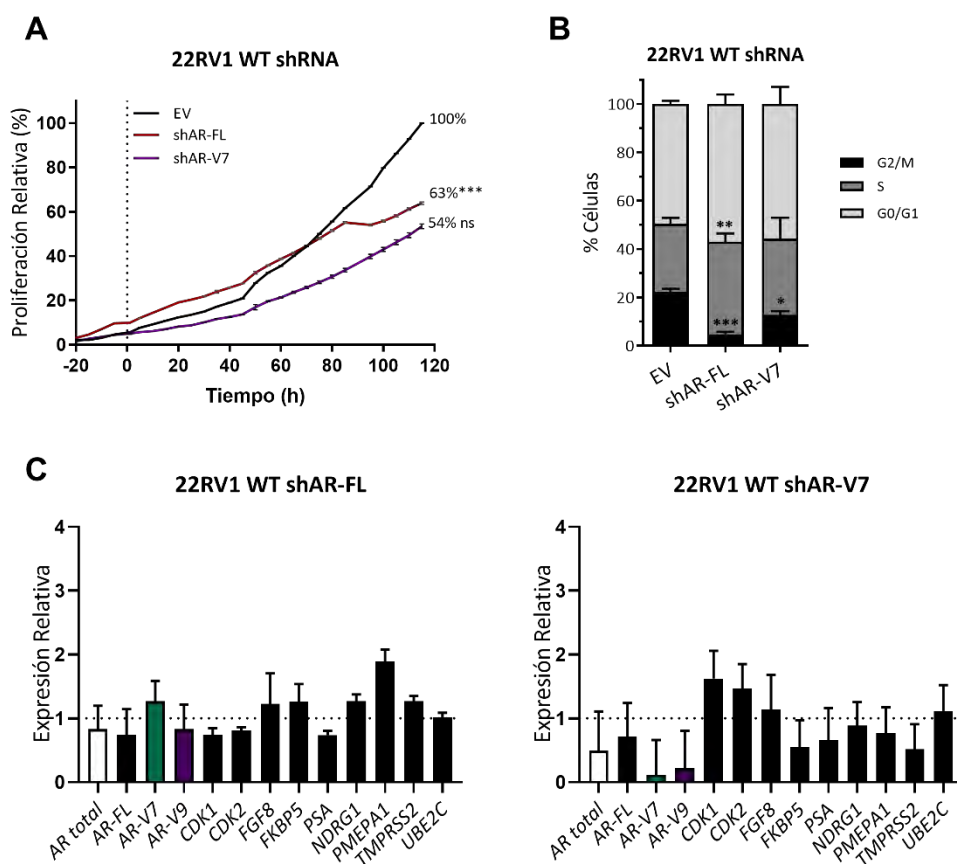 A
22RV1 WT shRNA
EV
shAR-FL
shAR-V7
100%
63%***
54% ns
Proliferación Relativa (%)
100
80
60
40
20
0
-20 0 20 40 60 80 100 120
Tiempo (h)
B
22RV1 WT shRNA
% Células
100
80
60
40
20
0
**
***
*
EV
shAR-FL
shAR-V7
G2/M
S
G0/G1
C
22RV1 WT shAR-FL
Expresión Relativa
4
3
2
1
0
AR total
AR-FL
AR-V7
AR-V9
CDK1
CDK2
FGF8
FKBP5
PSA
NDRG1
PMEPA1
TMPRSS2
UBE2C
22RV1 WT shAR-V7
Expresión Relativa
4
3
2
1
0
AR total
AR-FL
AR-V7
AR-V9
CDK1
CDK2
FGF8
FKBP5
PSA
NDRG1
PMEPA1
TMPRSS2
UBE2C